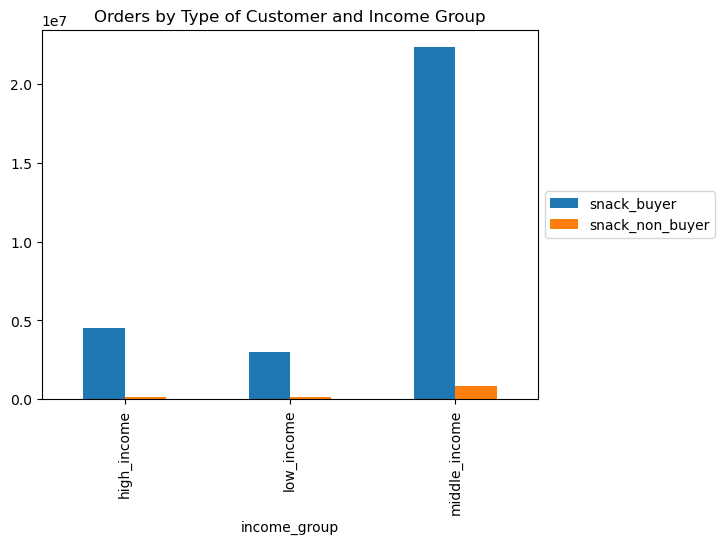 Orders by Type of Customer and Income Group
1e7
2.0
1.5
1.0
0.5
0.0
snack_buyer
snack_non_buyer
high_income
low_income
middle_income
income_group